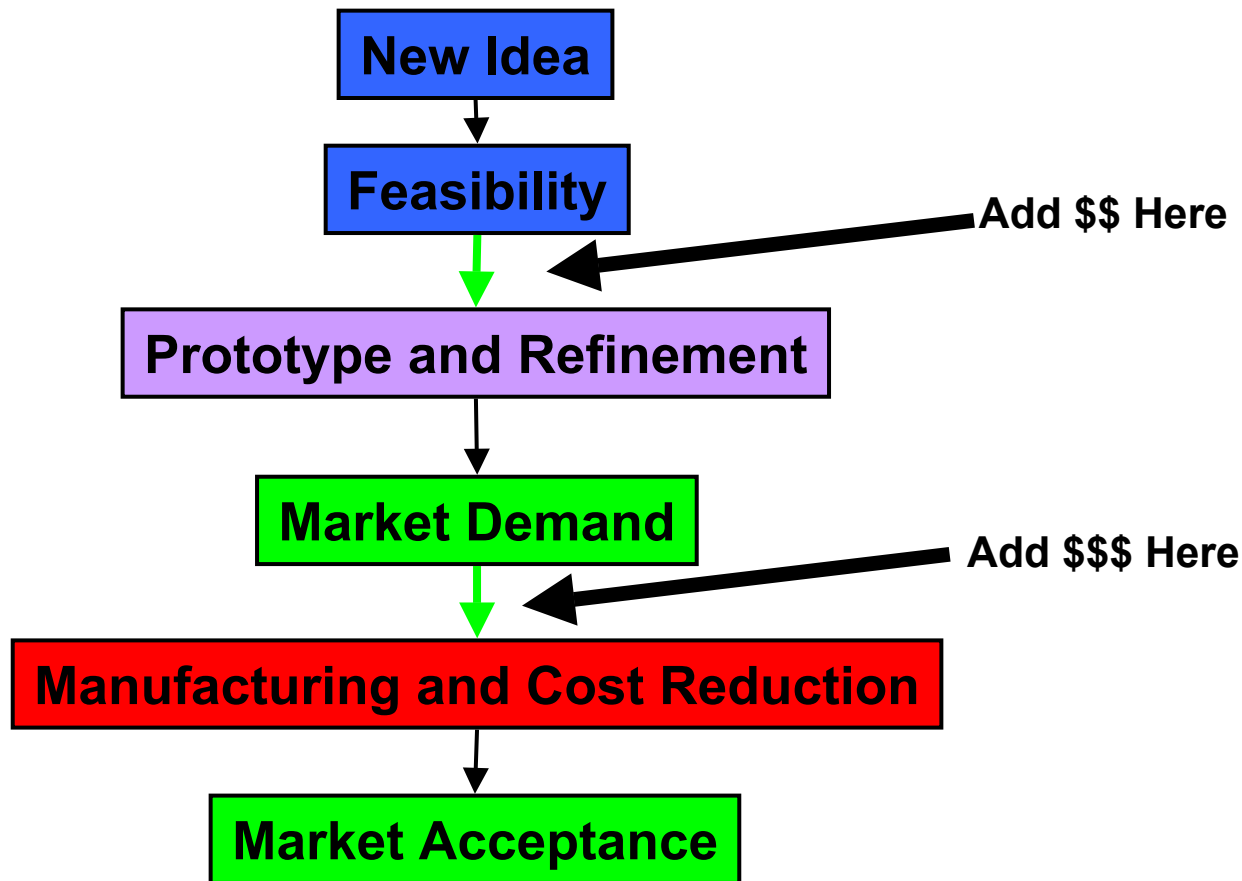 New Idea
Feasibility
Add $$ Here
Prototype and Refinement
Market Demand
Add $$$ Here
Manufacturing and Cost Reduction
Market Acceptance